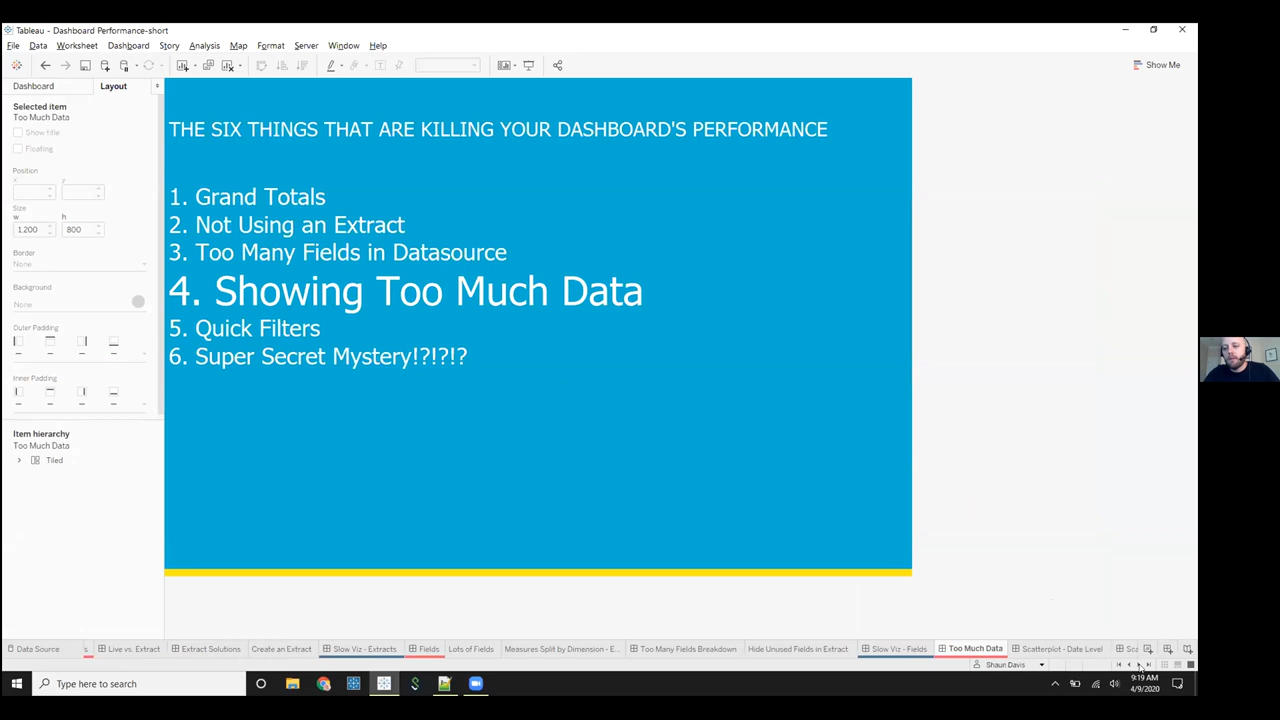 Tableau - Dashboard Performance-short
File Data Worksheet Dashboard Story Analysis Map Format Server Window Help
Show Me
Dashboard Layout
Selected item
Too Much Data
Show title
Floating
Position
x y
Size
w h
1,200 800
Border
None
Background
None
Outer Padding
Inner Padding
Item hierarchy
Too Much Data
Tiled
THE SIX THINGS THAT ARE KILLING YOUR DASHBOARD'S PERFORMANCE
1. Grand Totals
2. Not Using an Extract
3. Too Many Fields in Datasource
4. Showing Too Much Data
5. Quick Filters
6. Super Secret Mystery!?!?!?
Data Source s Live vs. Extract Extract Solutions Create an Extract Slow Viz - Extracts Fields Lots of Fields Measures Split by Dimension - E... Too Many Fields Breakdown Hide Unused Fields in Extract Slow Viz - Fields Too Much Data Scatterplot - Date Level Sca
Shaun Davis
Type here to search
9:19 AM
4/9/2020